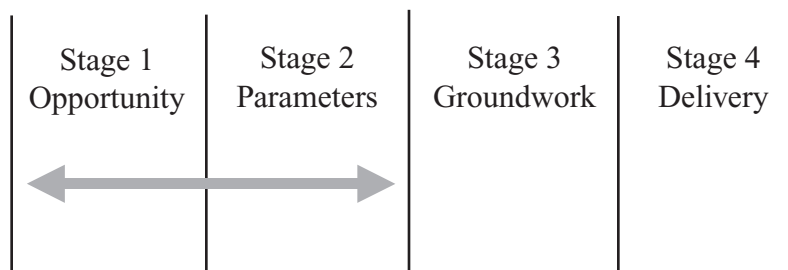 Stage 1
Opportunity
Stage 2
Parameters
Stage 3
Groundwork
Stage 4
Delivery